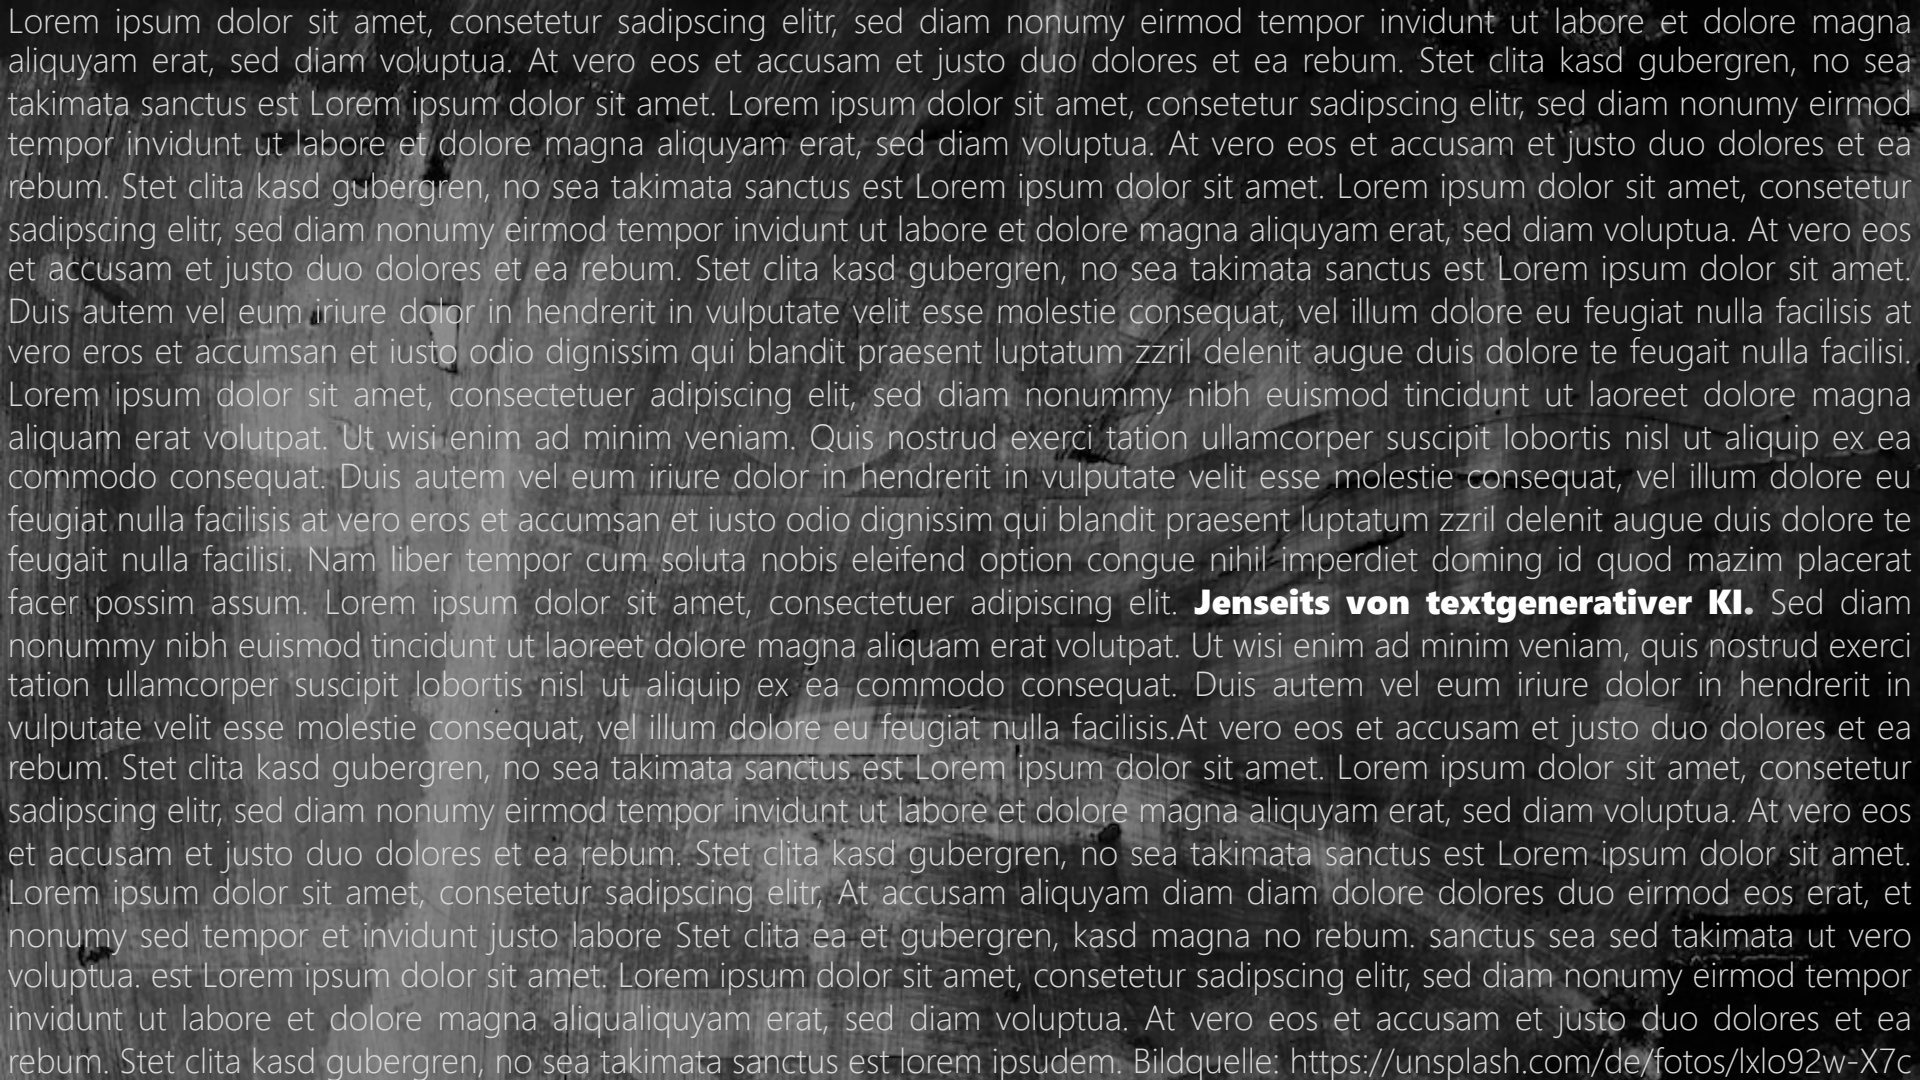 Lorem ipsum dolor sit amet, consetetur sadipscing elitr, sed diam nonumy eirmod tempor invidunt ut labore et dolore magna
aliquyam erat, sed diam voluptua. At vero eos et accusam et justo duo dolores et ea rebum. Stet clita kasd gubergren, no sea
takimata sanctus est Lorem ipsum dolor sit amet. Lorem ipsum dolor sit amet, consetetur sadipscing elitr, sed diam nonumy eirmod
tempor invidunt ut labore et dolore magna aliquyam erat, sed diam voluptua. At vero eos et accusam et justo duo dolores et ea
rebum. Stet clita kasd gubergren, no sea takimata sanctus est Lorem ipsum dolor sit amet. Lorem ipsum dolor sit amet, consetetur
sadipscing elitr, sed diam nonumy eirmod tempor invidunt ut labore et dolore magna aliquyam erat, sed diam voluptua. At vero eos
et accusam et justo duo dolores et ea rebum. Stet clita kasd gubergren, no sea takimata sanctus est Lorem ipsum dolor sit amet.
Duis autem vel eum iriure dolor in hendrerit in vulputate velit esse molestie consequat, vel illum dolore eu feugiat nulla facilisis at
vero eros et accumsan et iusto odio dignissim qui blandit praesent luptatum zzril delenit augue duis dolore te feugait nulla facilisi.
Lorem ipsum dolor sit amet, consectetuer adipiscing elit, sed diam nonummy nibh euismod tincidunt ut laoreet dolore magna
aliquam erat volutpat. Ut wisi enim ad minim veniam. Quis nostrud exerci tation ullamcorper suscipit lobortis nisl ut aliquip ex ea
commodo consequat. Duis autem vel eum iriure dolor in hendrerit in vulputate velit esse molestie consequat, vel illum dolore eu
feugiat nulla facilisis at vero eros et accumsan et iusto odio dignissim qui blandit praesent luptatum zzril delenit augue duis dolore te
feugait nulla facilisi. Nam liber tempor cum soluta nobis eleifend option congue nihil imperdiet doming id quod mazim placerat
facer possim assum. Lorem ipsum dolor sit amet, consectetuer adipiscing elit. Jenseits von textgenerativer KI. Sed diam
nonummy nibh euismod tincidunt ut laoreet dolore magna aliquam erat volutpat. Ut wisi enim ad minim veniam, quis nostrud exerci
tation ullamcorper suscipit lobortis nisl ut aliquip ex ea commodo consequat. Duis autem vel eum iriure dolor in hendrerit in
vulputate velit esse molestie consequat, vel illum dolore eu feugiat nulla facilisis.At vero eos et accusam et justo duo dolores et ea
rebum. Stet clita kasd gubergren, no sea takimata sanctus est Lorem ipsum dolor sit amet. Lorem ipsum dolor sit amet, consetetur
sadipscing elitr, sed diam nonumy eirmod tempor invidunt ut labore et dolore magna aliquyam erat, sed diam voluptua. At vero eos
et accusam et justo duo dolores et ea rebum. Stet clita kasd gubergren, no sea takimata sanctus est Lorem ipsum dolor sit amet.
Lorem ipsum dolor sit amet, consetetur sadipscing elitr, At accusam aliquyam diam diam dolore dolores duo eirmod eos erat, et
nonumy sed tempor et invidunt justo labore Stet clita ea et gubergren, kasd magna no rebum. sanctus sea sed takimata ut vero
voluptua. est Lorem ipsum dolor sit amet. Lorem ipsum dolor sit amet, consetetur sadipscing elitr, sed diam nonumy eirmod tempor
invidunt ut labore et dolore magna aliqualiquyam erat, sed diam voluptua. At vero eos et accusam et justo duo dolores et ea
rebum. Stet clita kasd gubergren, no sea takimata sanctus est lorem ipsudem. Bildquelle: https://unsplash.com/de/fotos/lxlo92w-X7c